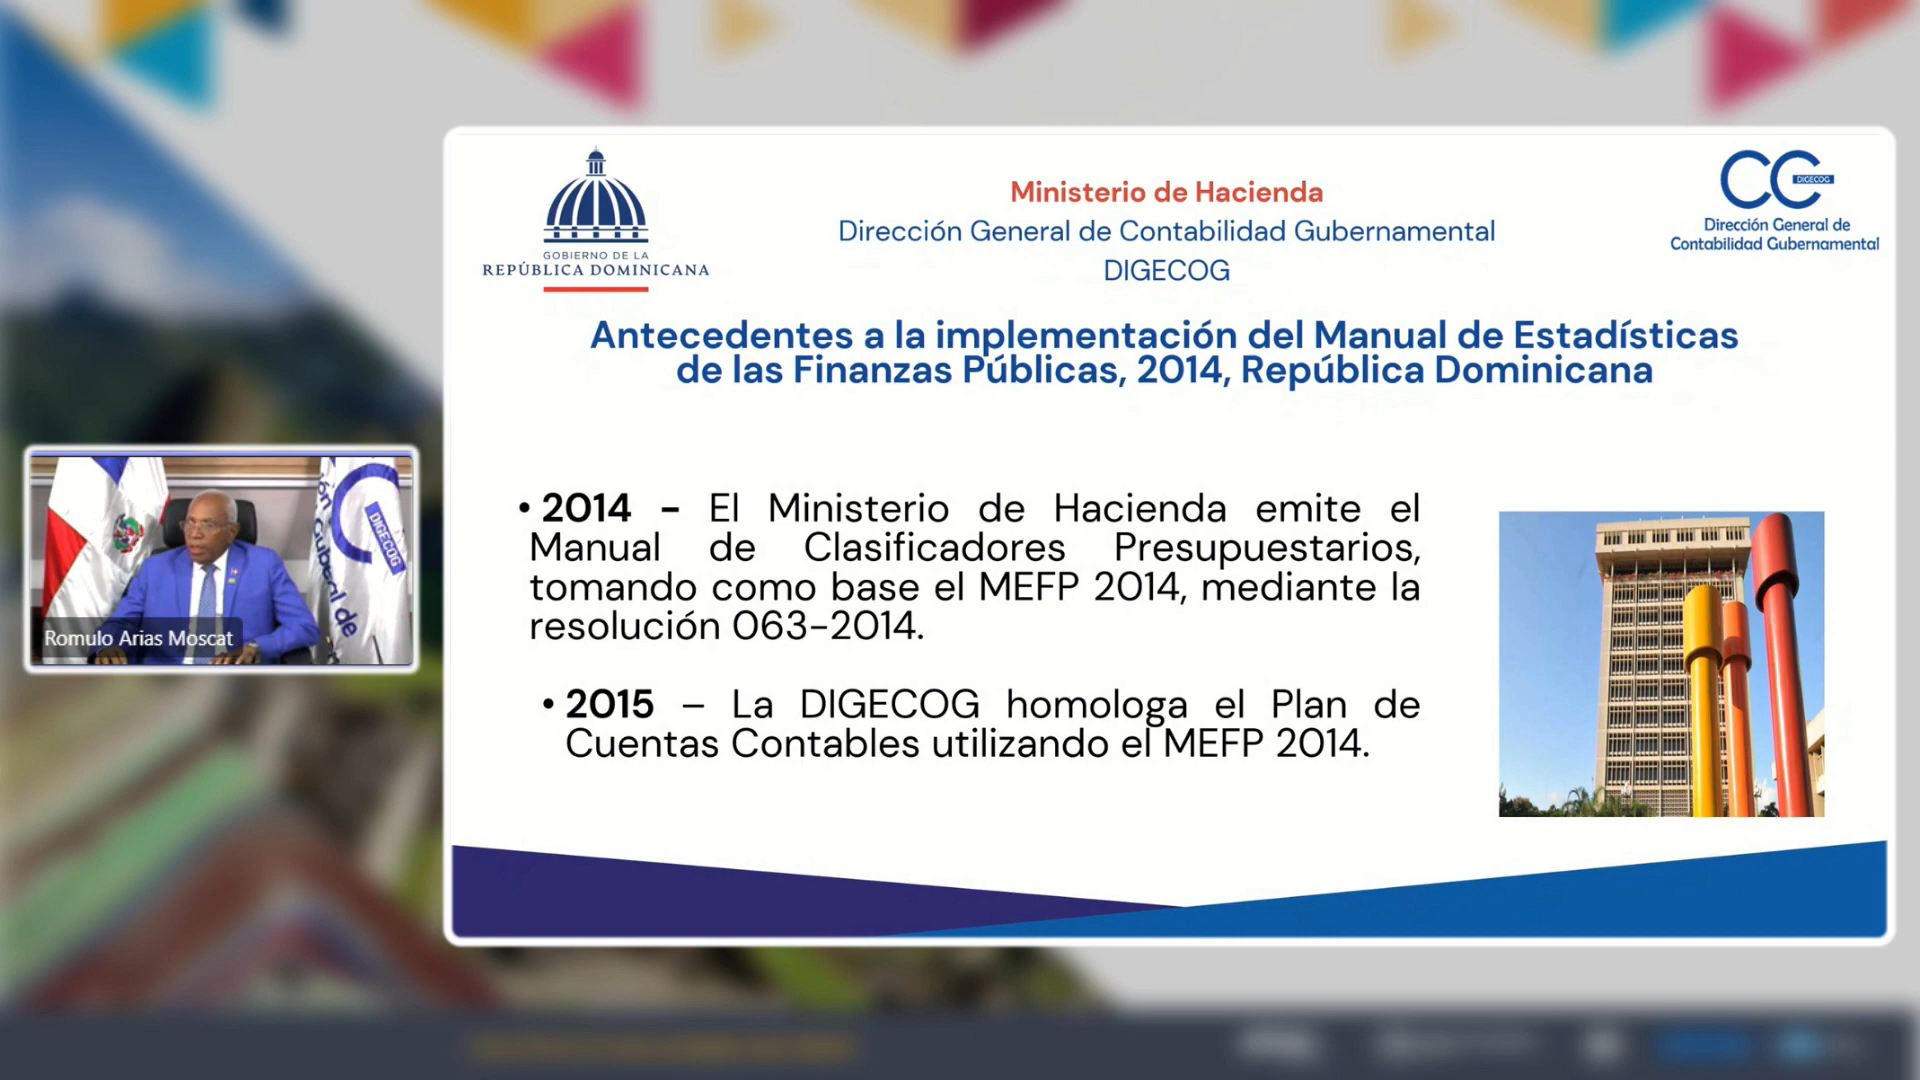 GOBIERNO DE LA
REPÚBLICA DOMINICANA
Ministerio de Hacienda
Dirección General de Contabilidad Gubernamental
DIGECOG
DIGECOG
Dirección General de
Contabilidad Gubernamental
Antecedentes a la implementación del Manual de Estadísticas
de las Finanzas Públicas, 2014, República Dominicana
• 2014 - El Ministerio de Hacienda emite el
Manual de Clasificadores Presupuestarios,
tomando como base el MEFP 2014, mediante la
resolución 063-2014.
• 2015 – La DIGECOG homologa el Plan de
Cuentas Contables utilizando el MEFP 2014.
DIGECOG
Romulo Arias Moscat